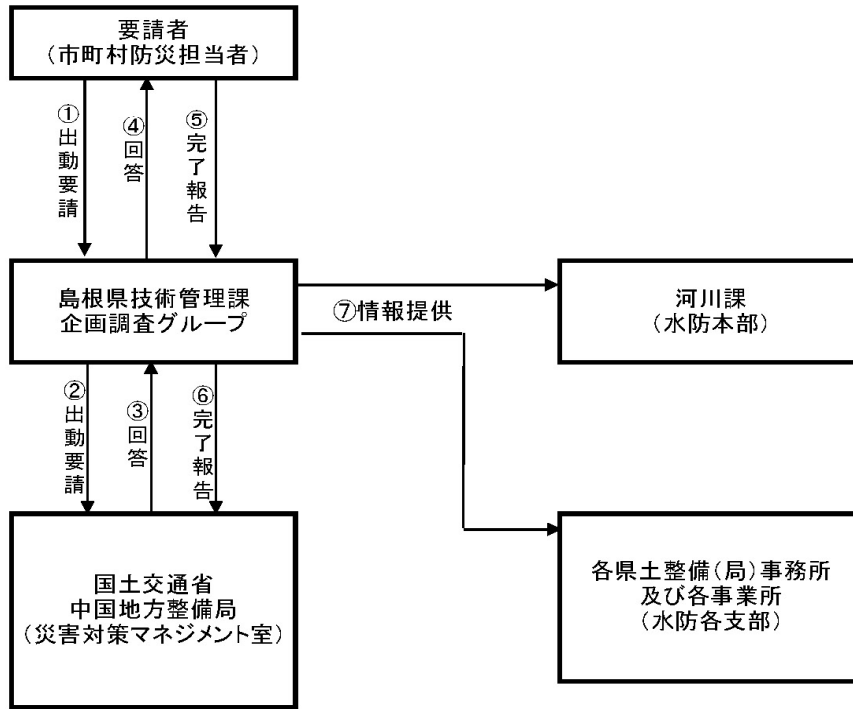 要請者
（市町村防災担当者）
①出動要請
④回答
⑤完了報告
島根県技術管理課
企画調査グループ
⑦情報提供
河川課
（水防本部）
②出動要請
③回答
⑥完了報告
国土交通省
中国地方整備局
（災害対策マネジメント室）
各県土整備（局）事務所
及び各事業所
（水防各支部）